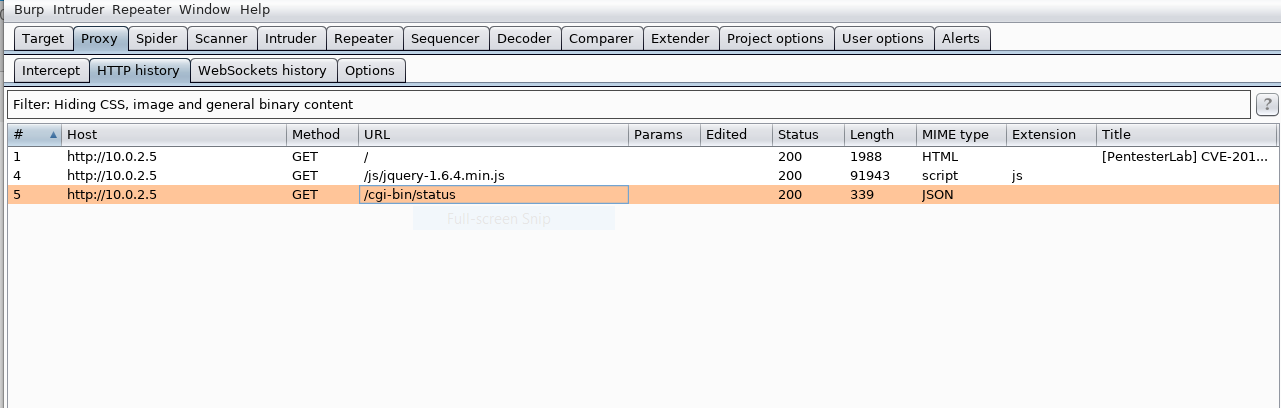 Burp Intruder Repeater Window Help
Target Proxy Spider Scanner Intruder Repeater Sequencer Decoder Comparer Extender Project options User options Alerts
Intercept HTTP history WebSockets history Options
Filter: Hiding CSS, image and general binary content ?
# Host Method URL Params Edited Status Length MIME type Extension Title
1 http://10.0.2.5 GET / 200 1988 HTML [PentesterLab] CVE-201...
4 http://10.0.2.5 GET /js/jquery-1.6.4.min.js 200 91943 script js
5 http://10.0.2.5 GET /cgi-bin/status 200 339 JSON
Full-screen Snip